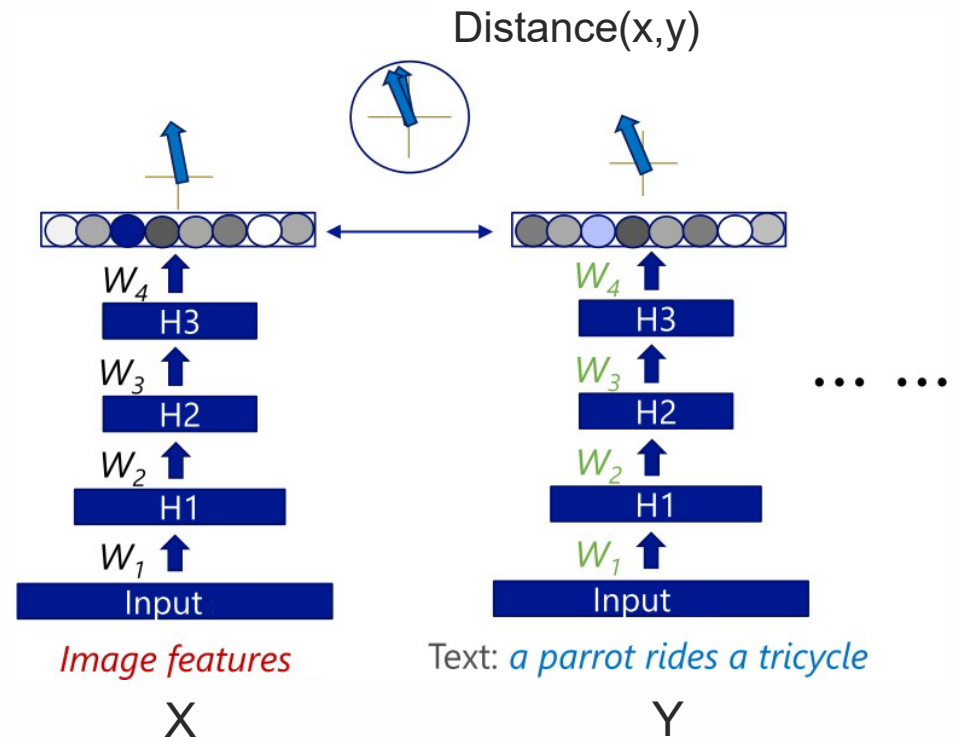 Distance(x,y)
W4
H3
W3
H2
W2
H1
W1
Input
Image features
X
W4
H3
W3
H2
W2
H1
W1
Input
Text: a parrot rides a tricycle
Y
... ...